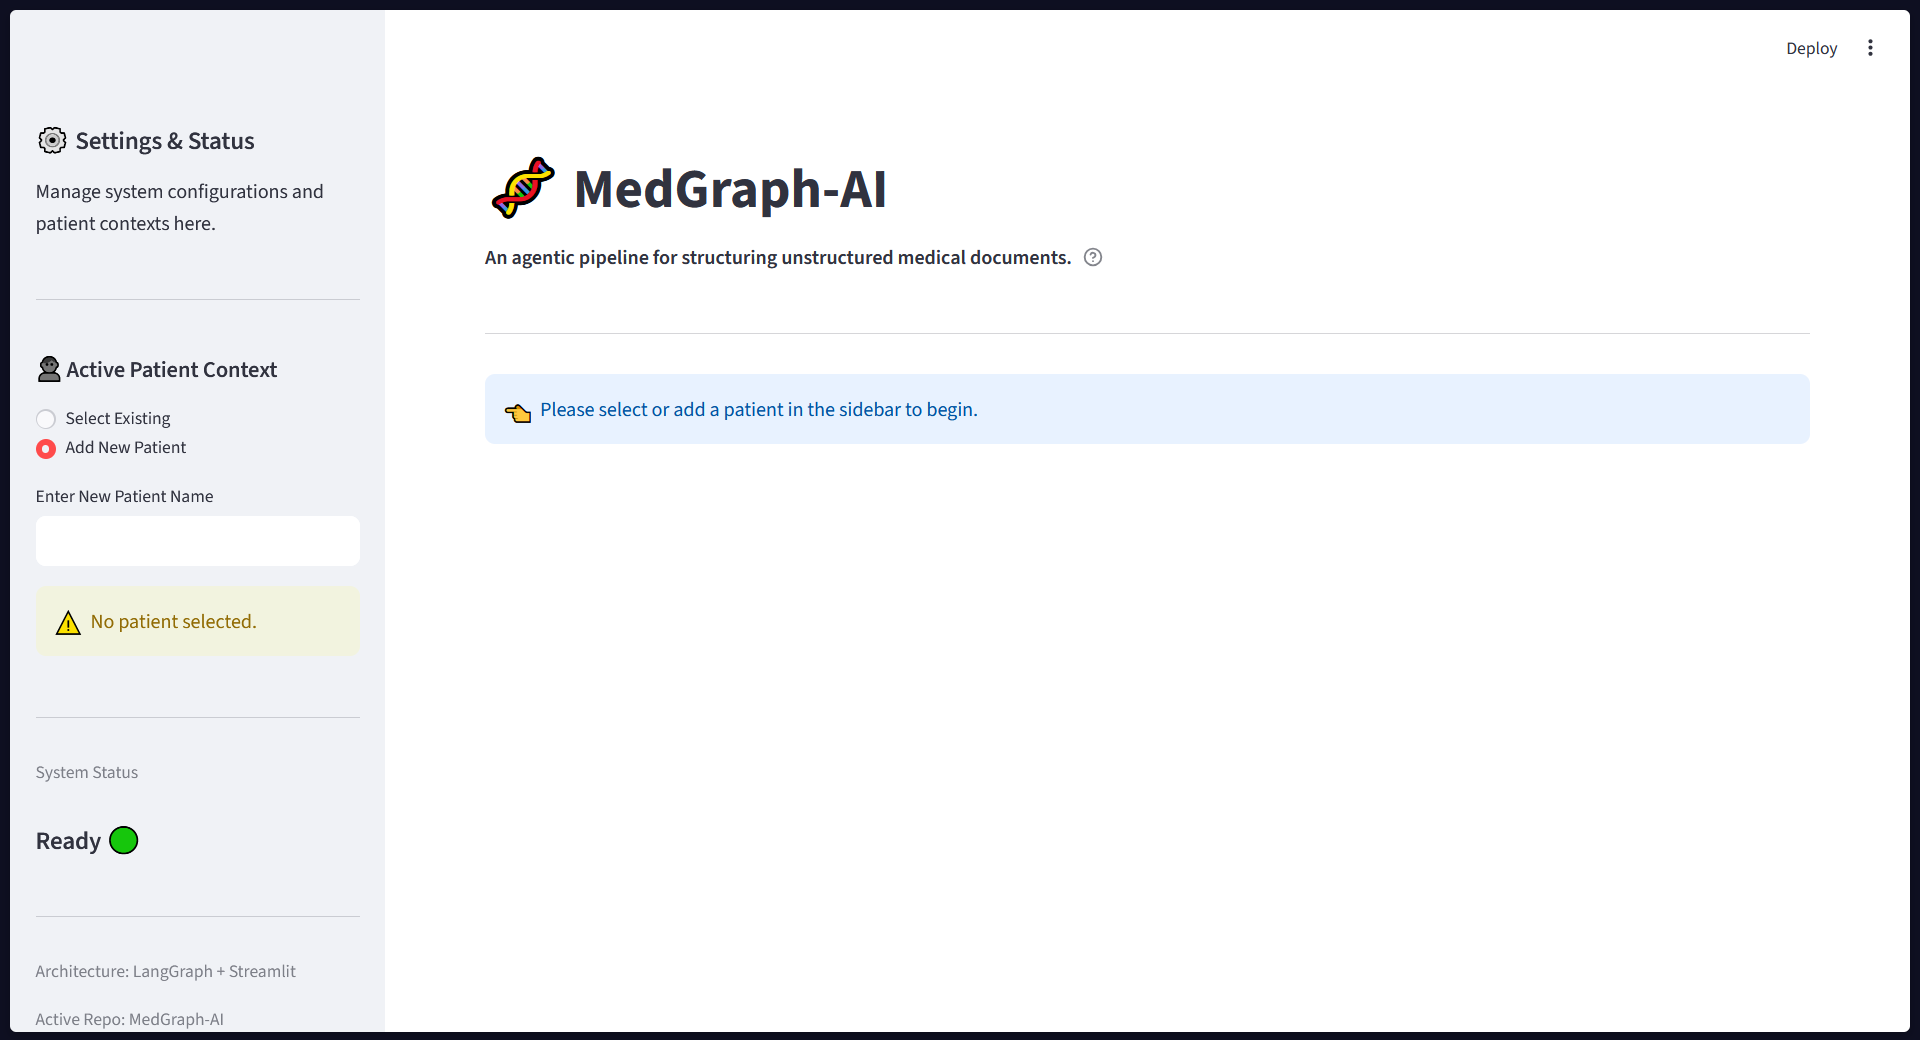 Deploy
Settings & Status
Manage system configurations and
patient contexts here.
Active Patient Context
Select Existing
Add New Patient
Enter New Patient Name
No patient selected.
System Status
Ready
Architecture: LangGraph + Streamlit
Active Repo: MedGraph-AI
MedGraph-AI
An agentic pipeline for structuring unstructured medical documents.
Please select or add a patient in the sidebar to begin.